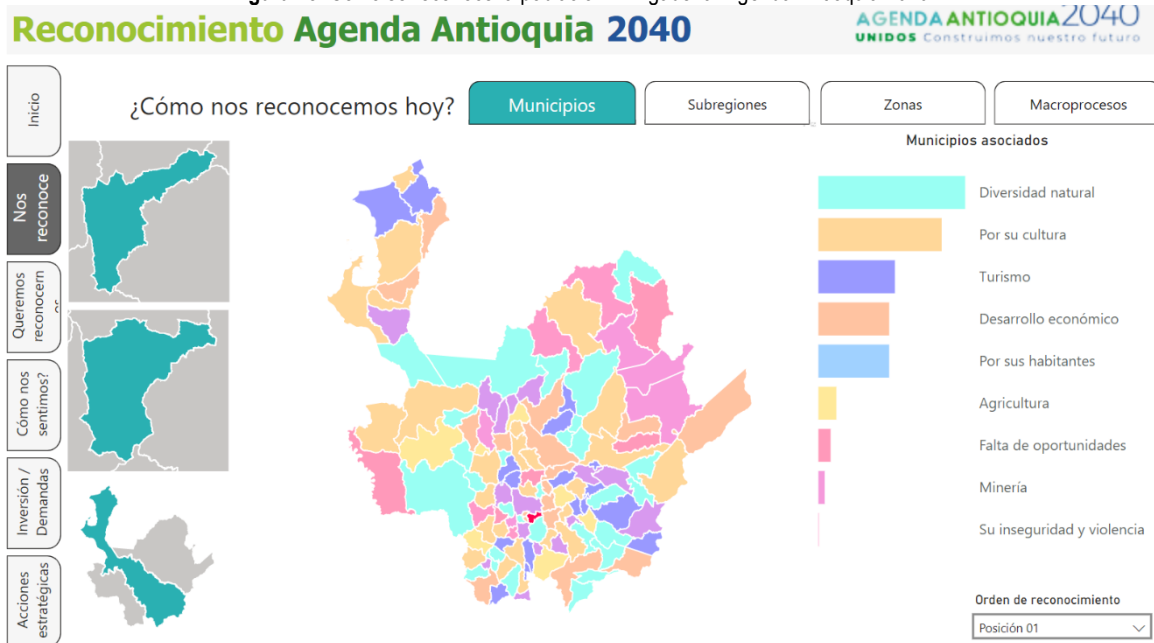 Reconocimiento Agenda Antioquia 2040
AGENDA ANTIOQUIA 2040
UNIDOS Construimos nuestro futuro
Inicio
Nos
reconoce
Queremos
reconocern
Cómo nos
sentimos?
Inversión /
Demandas
Acciones
estratégicas
¿Cómo nos reconocemos hoy?
Municipios
Subregiones
Zonas
Macroprocesos
Municipios asociados
Diversidad natural
Por su cultura
Turismo
Desarrollo económico
Por sus habitantes
Agricultura
Falta de oportunidades
Minería
Su inseguridad y violencia
Orden de reconocimiento
Posición 01